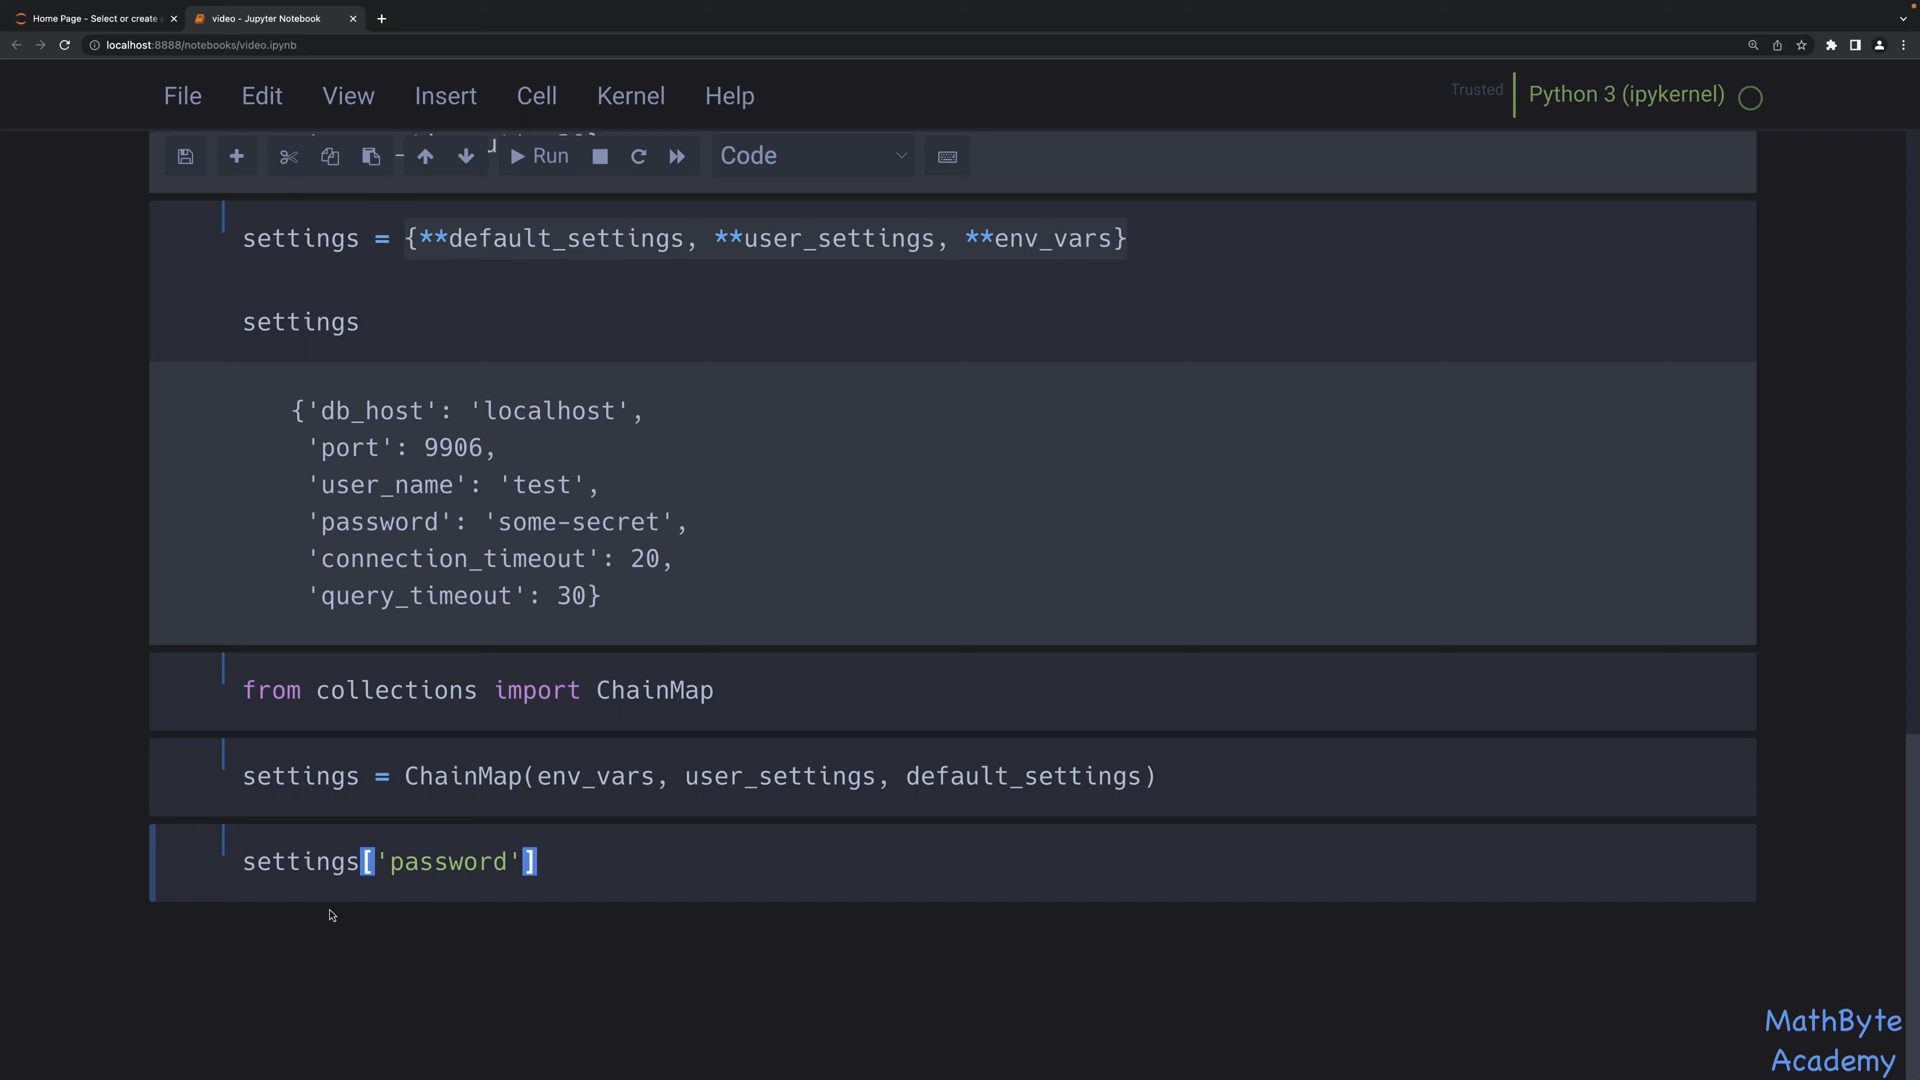 Home Page - Select or create a
video - Jupyter Notebook
localhost:8888/notebooks/video.ipynb
File Edit View Insert Cell Kernel Help
Trusted
Python 3 (ipykernel)
Run
Code
settings = {**default_settings, **user_settings, **env_vars}
settings
{'db_host': 'localhost',
'port': 9906,
'user_name': 'test',
'password': 'some-secret',
'connection_timeout': 20,
'query_timeout': 30}
from collections import ChainMap
settings = ChainMap(env_vars, user_settings, default_settings)
settings['password']
MathByte
Academy